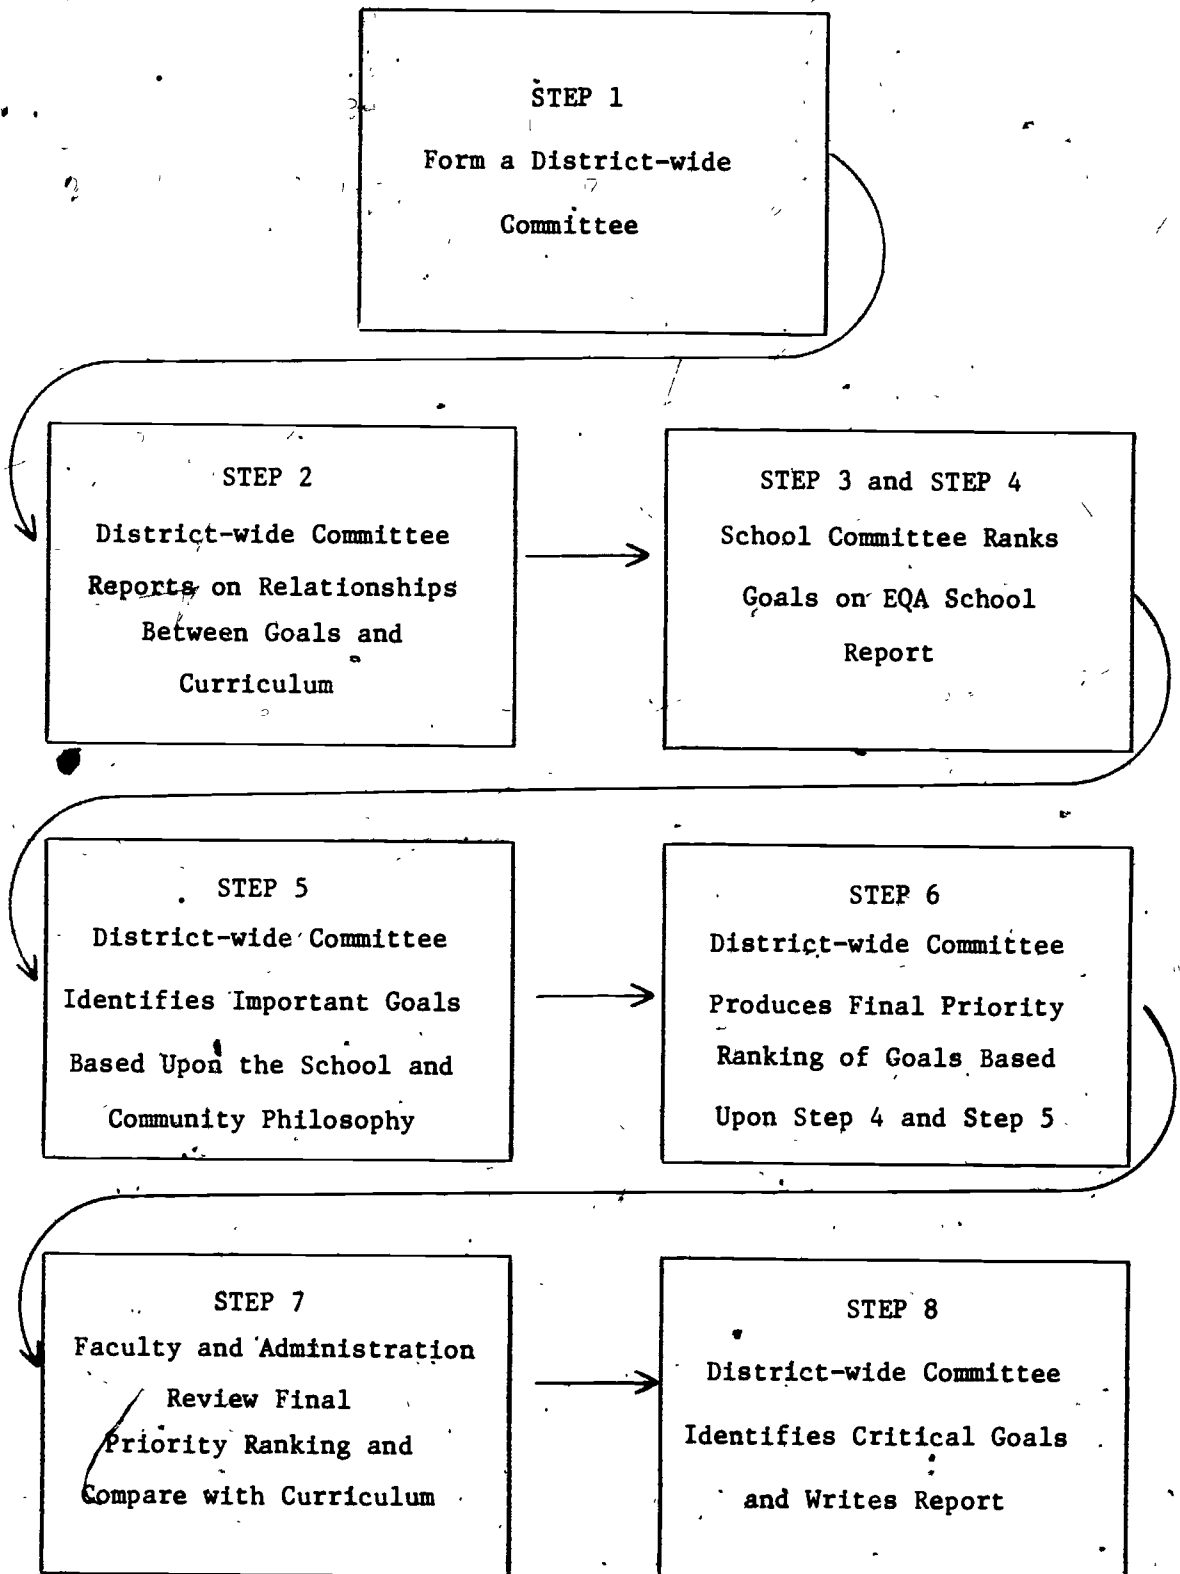 STEP 1
Form a District-wide
Committee
STEP 2
District-wide Committee
Reports on Relationships
Between Goals and
Curriculum
STEP 3 and STEP 4
School Committee Ranks
Goals on EQA School
Report
STEP 5
District-wide Committee
Identifies Important Goals
Based Upon the School and
Community Philosophy
STEP 6
District-wide Committee
Produces Final Priority
Ranking of Goals Based
Upon Step 4 and Step 5
STEP 7
Faculty and Administration
Review Final
Priority Ranking and
Compare with Curriculum
STEP 8
District-wide Committee
Identifies Critical Goals
and Writes Report